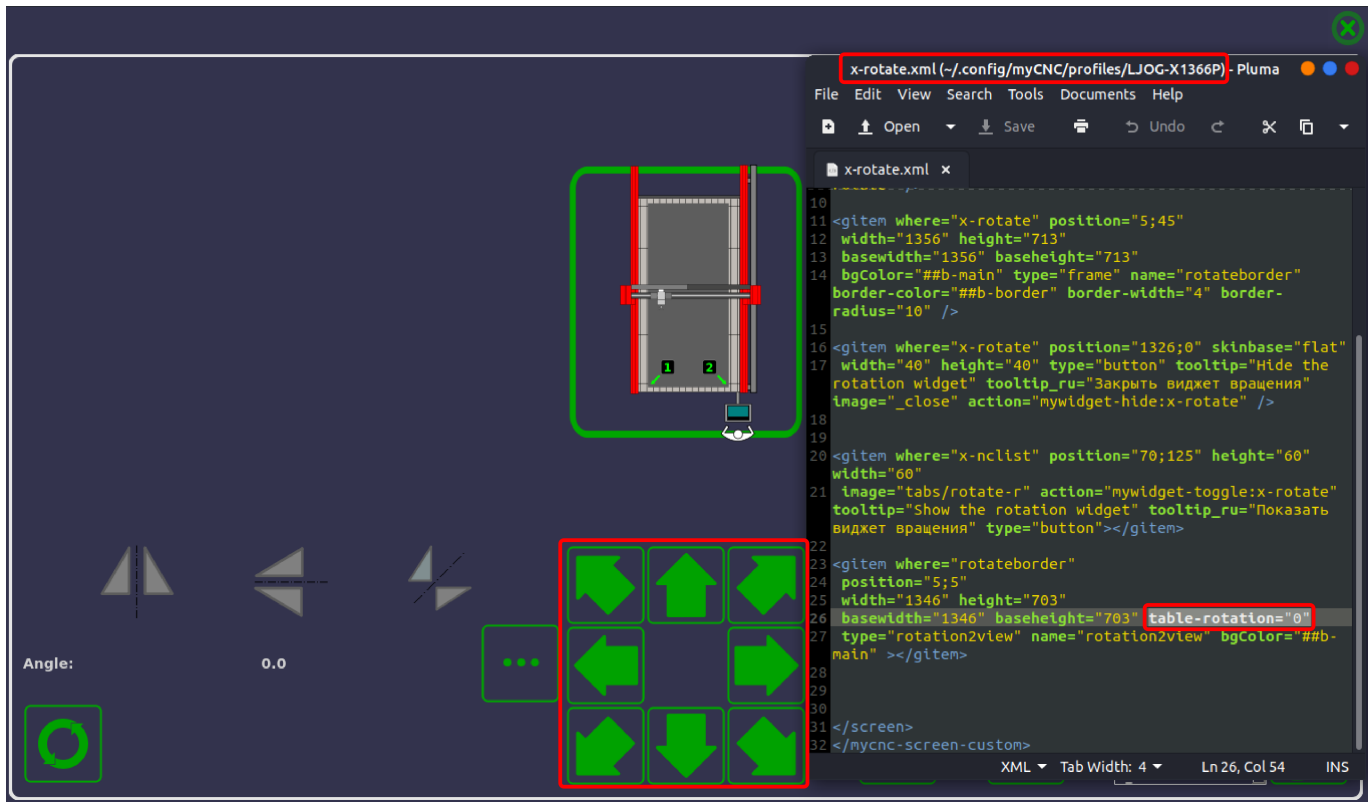 x-rotate.xml (~/.config/myCNC/profiles/LJOG-X1366P) - Pluma
File Edit View Search Tools Documents Help
Open Save Undo
x-rotate.xml ×
10
11 <gitem where="x-rotate" position="5;45"
12 width="1356" height="713"
13 basewidth="1356" baseheight="713"
14 bgColor="##b-main" type="frame" name="rotateborder"
border-color="##b-border" border-width="4" border-
radius="10" />
15
16 <gitem where="x-rotate" position="1326;0" skinbase="flat"
17 width="40" height="40" type="button" tooltip="Hide the
rotation widget" tooltip_ru="Закрыть виджет вращения"
image="_close" action="mywidget-hide:x-rotate" />
18
19
20 <gitem where="x-nclist" position="70;125" height="60"
width="60"
21 image="tabs/rotate-r" action="mywidget-toggle:x-rotate"
tooltip="Show the rotation widget" tooltip_ru="Показать
виджет вращения" type="button"></gitem>
22
23 <gitem where="rotateborder"
24 position="5;5"
25 width="1346" height="703"
26 basewidth="1346" baseheight="703" table-rotation="0"
27 type="rotation2view" name="rotation2view" bgColor="##b-
main" ></gitem>
28
29
30
31 </screen>
32 </mycnc-screen-custom>
XML Tab Width: 4 Ln 26, Col 54 INS
1 2
Angle: 0.0